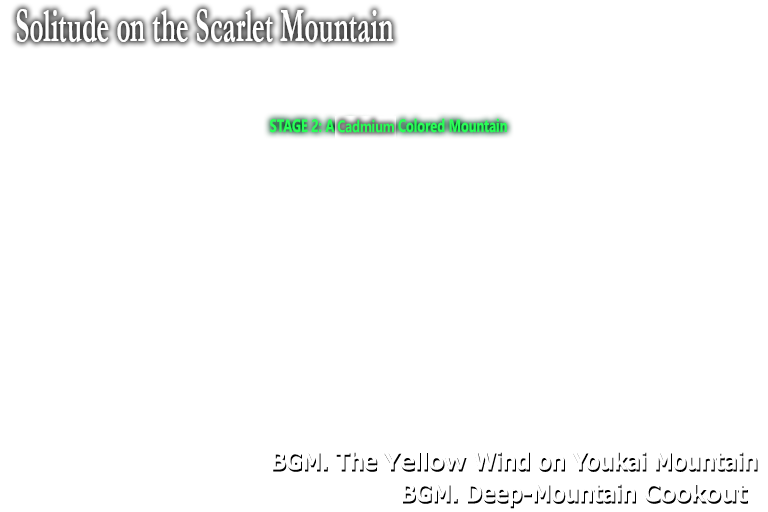 Solitude on the Scarlet Mountain
STAGE 2: A Cadmium Colored Mountain
BGM. The Yellow Wind on Youkai Mountain
BGM. Deep-Mountain Cookout